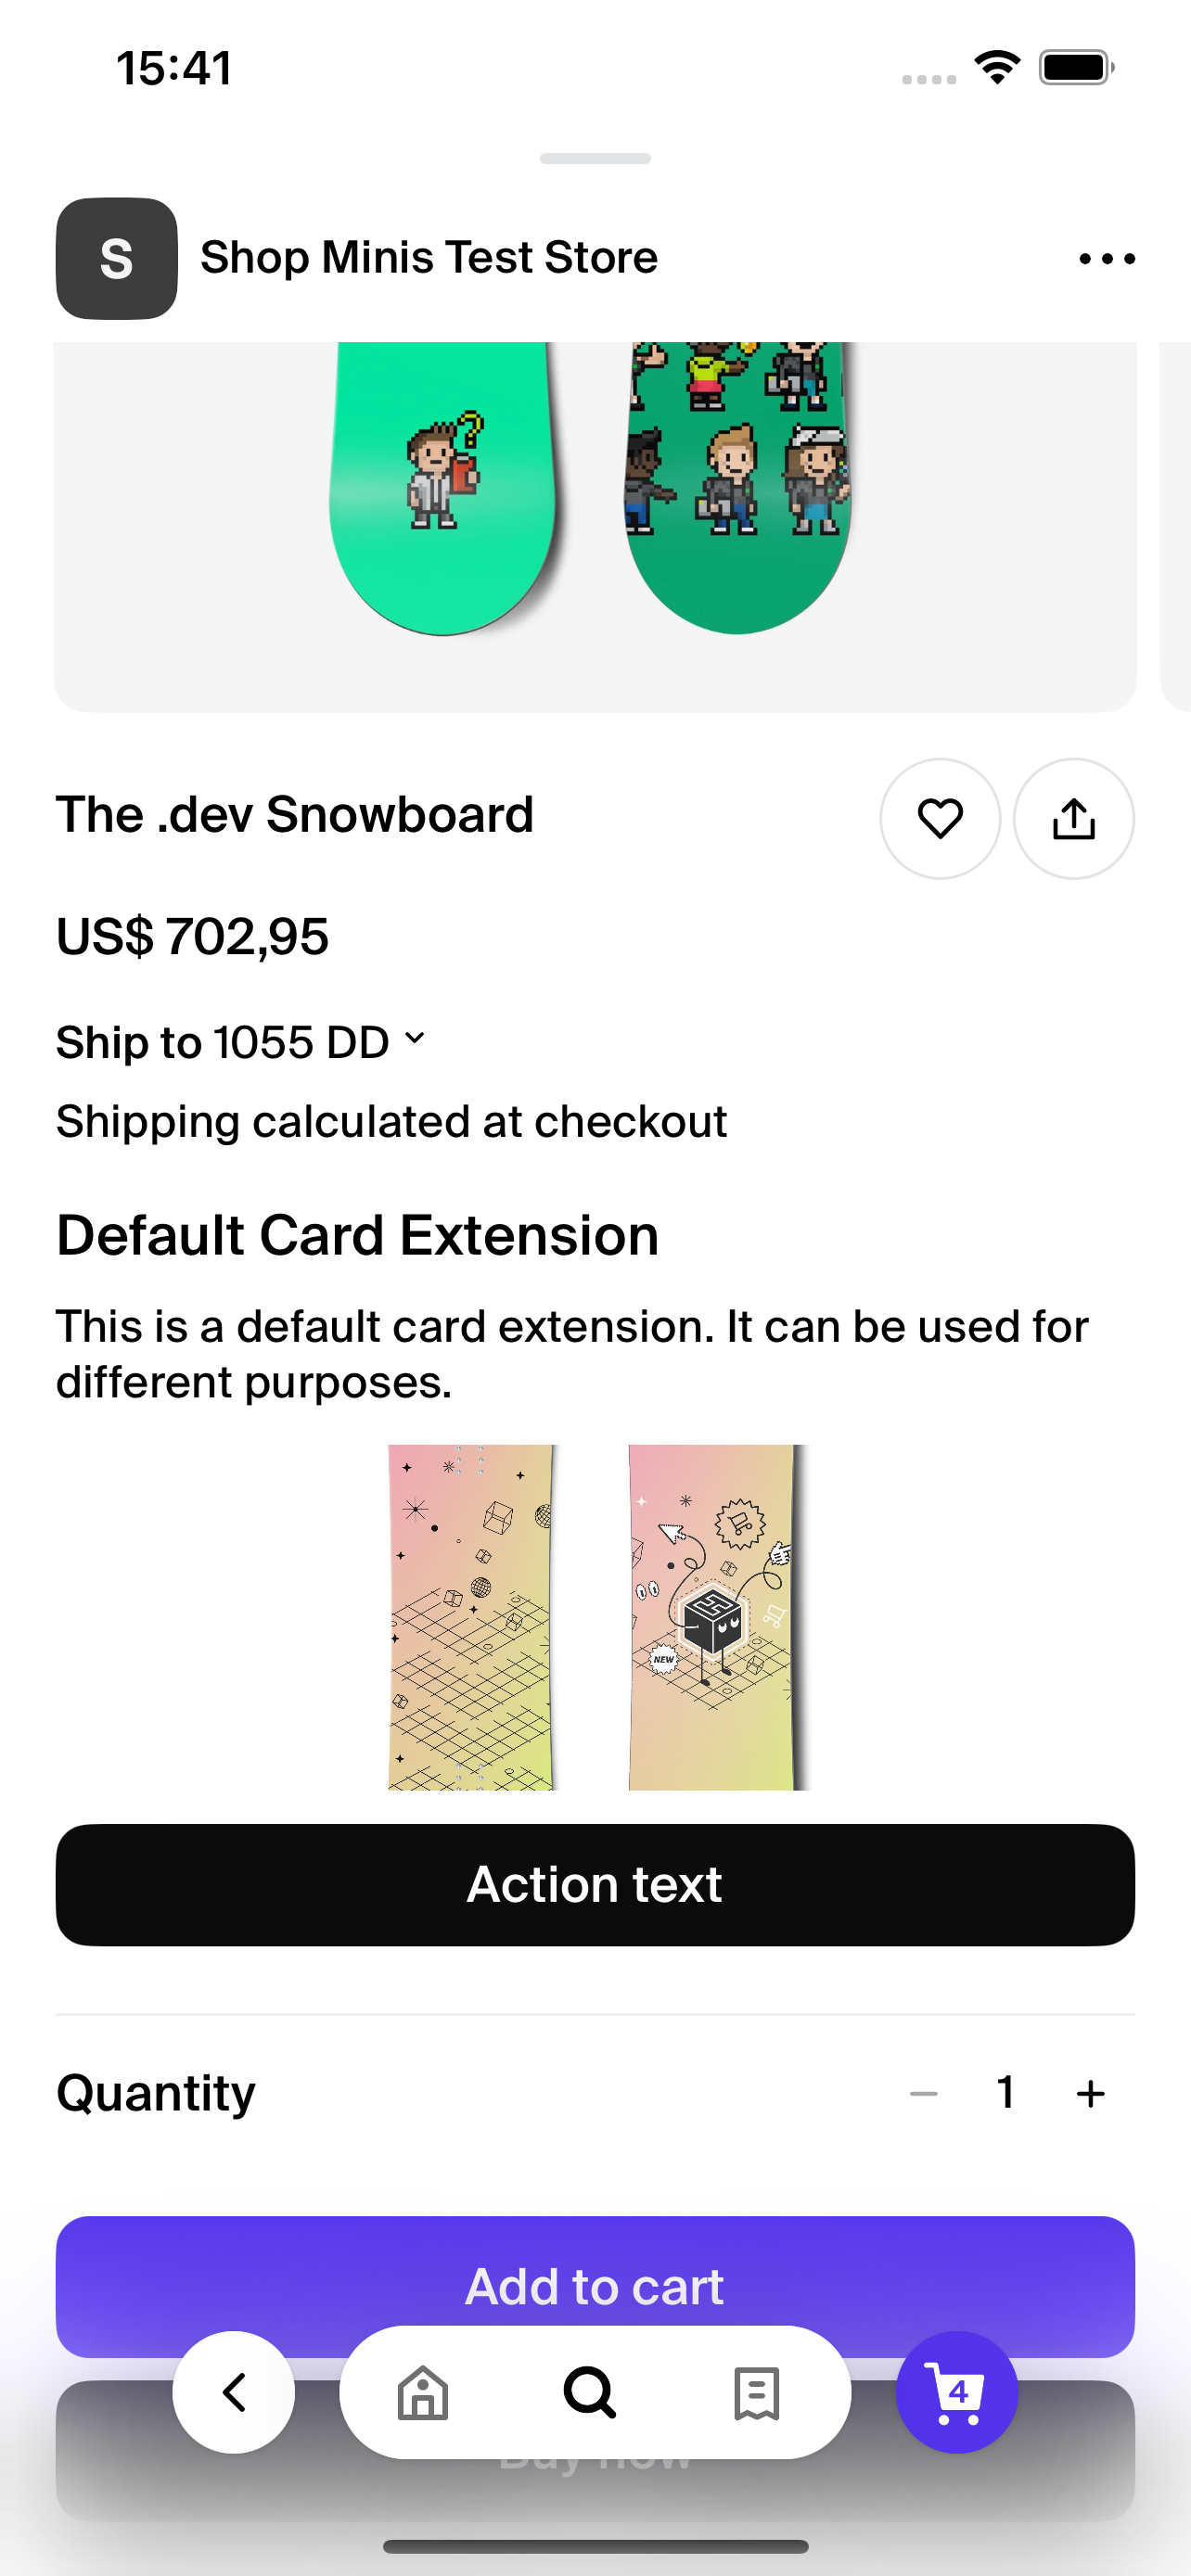 15:41
S
Shop Minis Test Store
?
The .dev Snowboard
US$ 702,95
Ship to 1055 DD
Shipping calculated at checkout
Default Card Extension
This is a default card extension. It can be used for
different purposes.
NEW
Action text
Quantity
1
Add to cart
4
Buy now